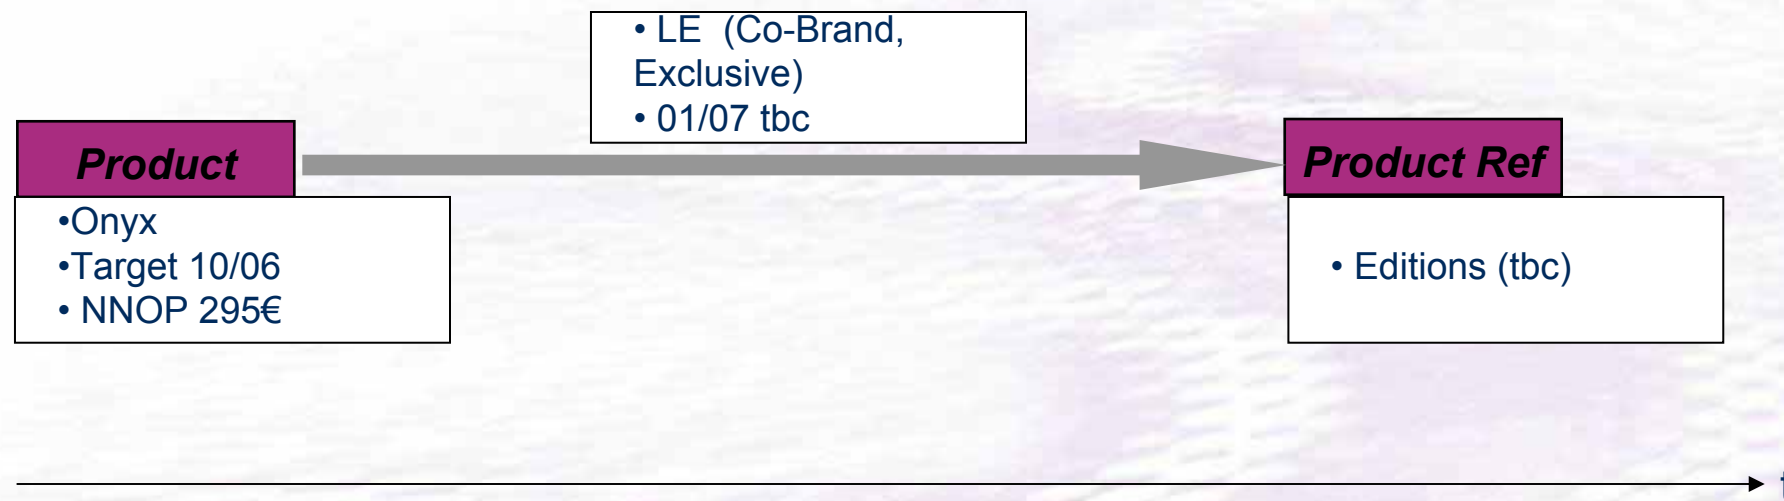 • LE (Co-Brand,
Exclusive)
• 01/07 tbc
Product
•Onyx
•Target 10/06
• NNOP 295€
Product Ref
• Editions (tbc)